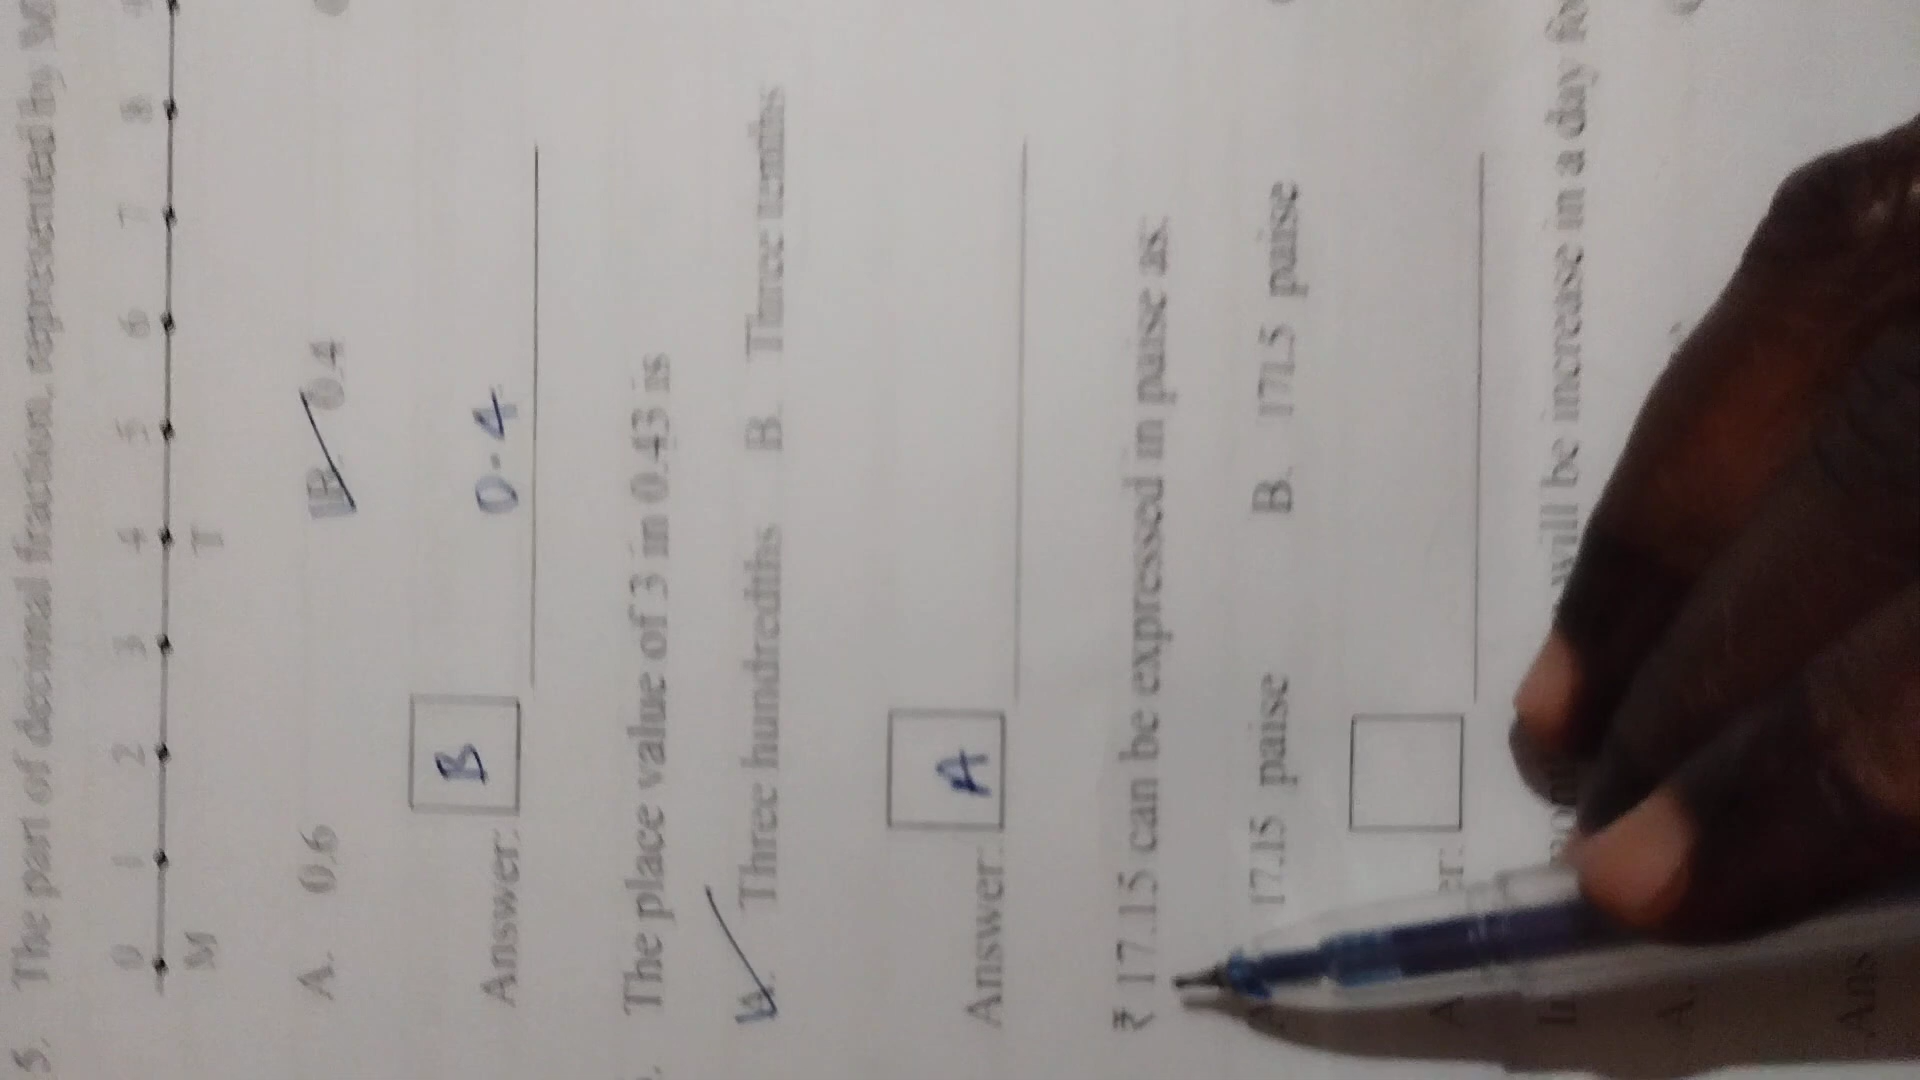 5. The part of decimal fraction, represented by M
0 1 2 3 4 5 6 7 8
M T
A. 0.6 B. 0.4
Answer: B 0.4
The place value of 3 in 0.43 is
A. Three hundredths B. Three tenths
Answer: A
₹ 17.15 can be expressed in paise as:
17.15 paise B. 171.5 paise
will be increase in a day
A.
Ans